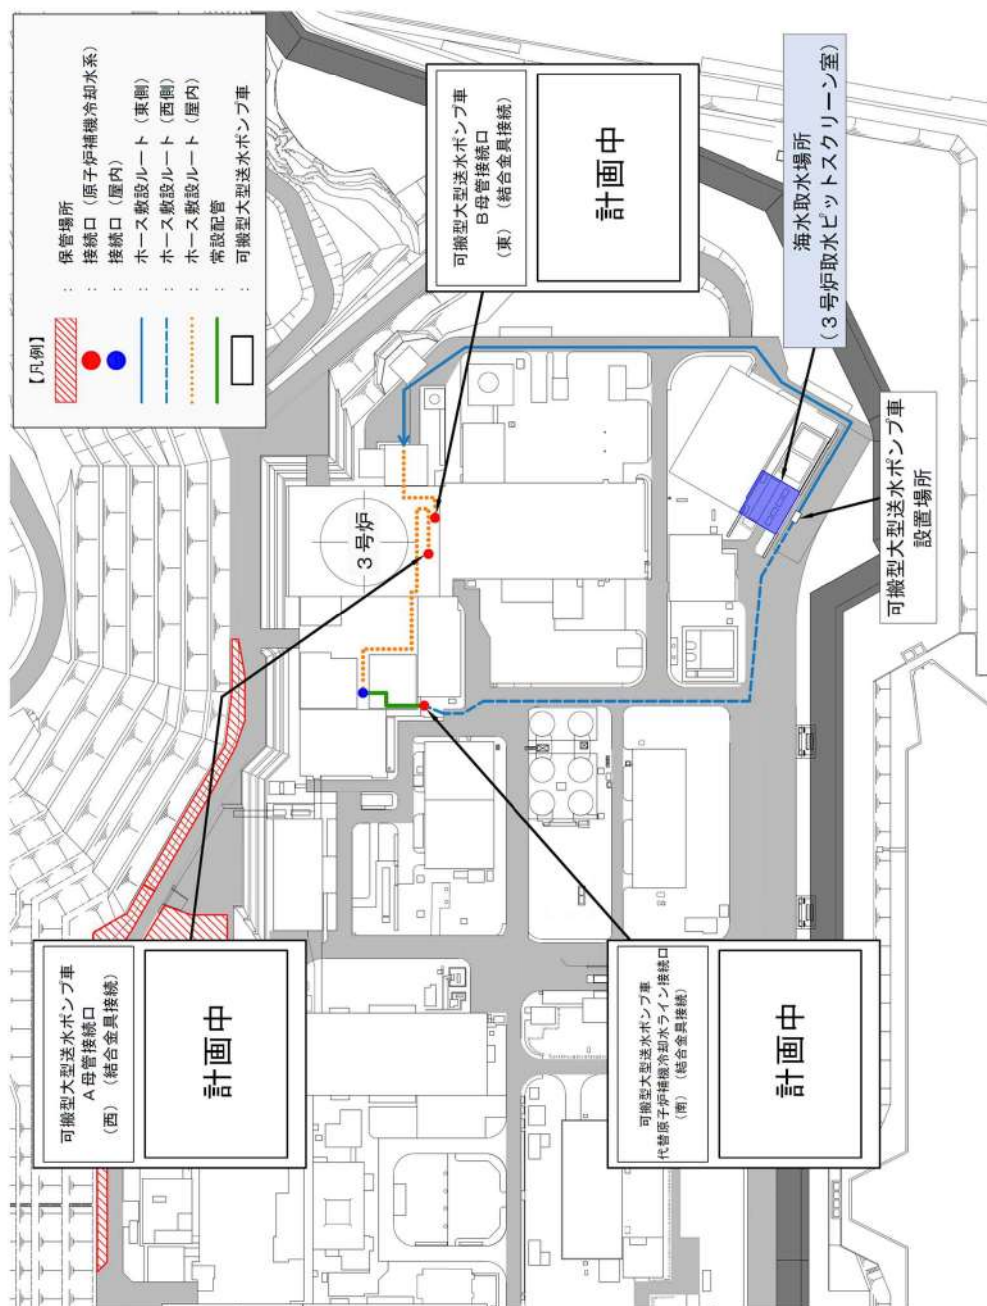 【凡例】
： 保管場所
： 接続口（原子炉補機冷却水系）
： 接続口（屋内）
： ホース敷設ルート（東側）
： ホース敷設ルート（西側）
： ホース敷設ルート（屋内）
： 常設配管
： 可搬型大型送水ポンプ車
可搬型大型送水ポンプ車
A母管接続口
（西）（結合金具接続）
計画中
３号炉
可搬型大型送水ポンプ車
B母管接続口
（東）（結合金具接続）
計画中
可搬型大型送水ポンプ車
代替原子炉補機冷却水ライン接続口
（南）（結合金具接続）
計画中
可搬型大型送水ポンプ車
設置場所
海水取水場所
（３号炉取水ピットスクリーン室）